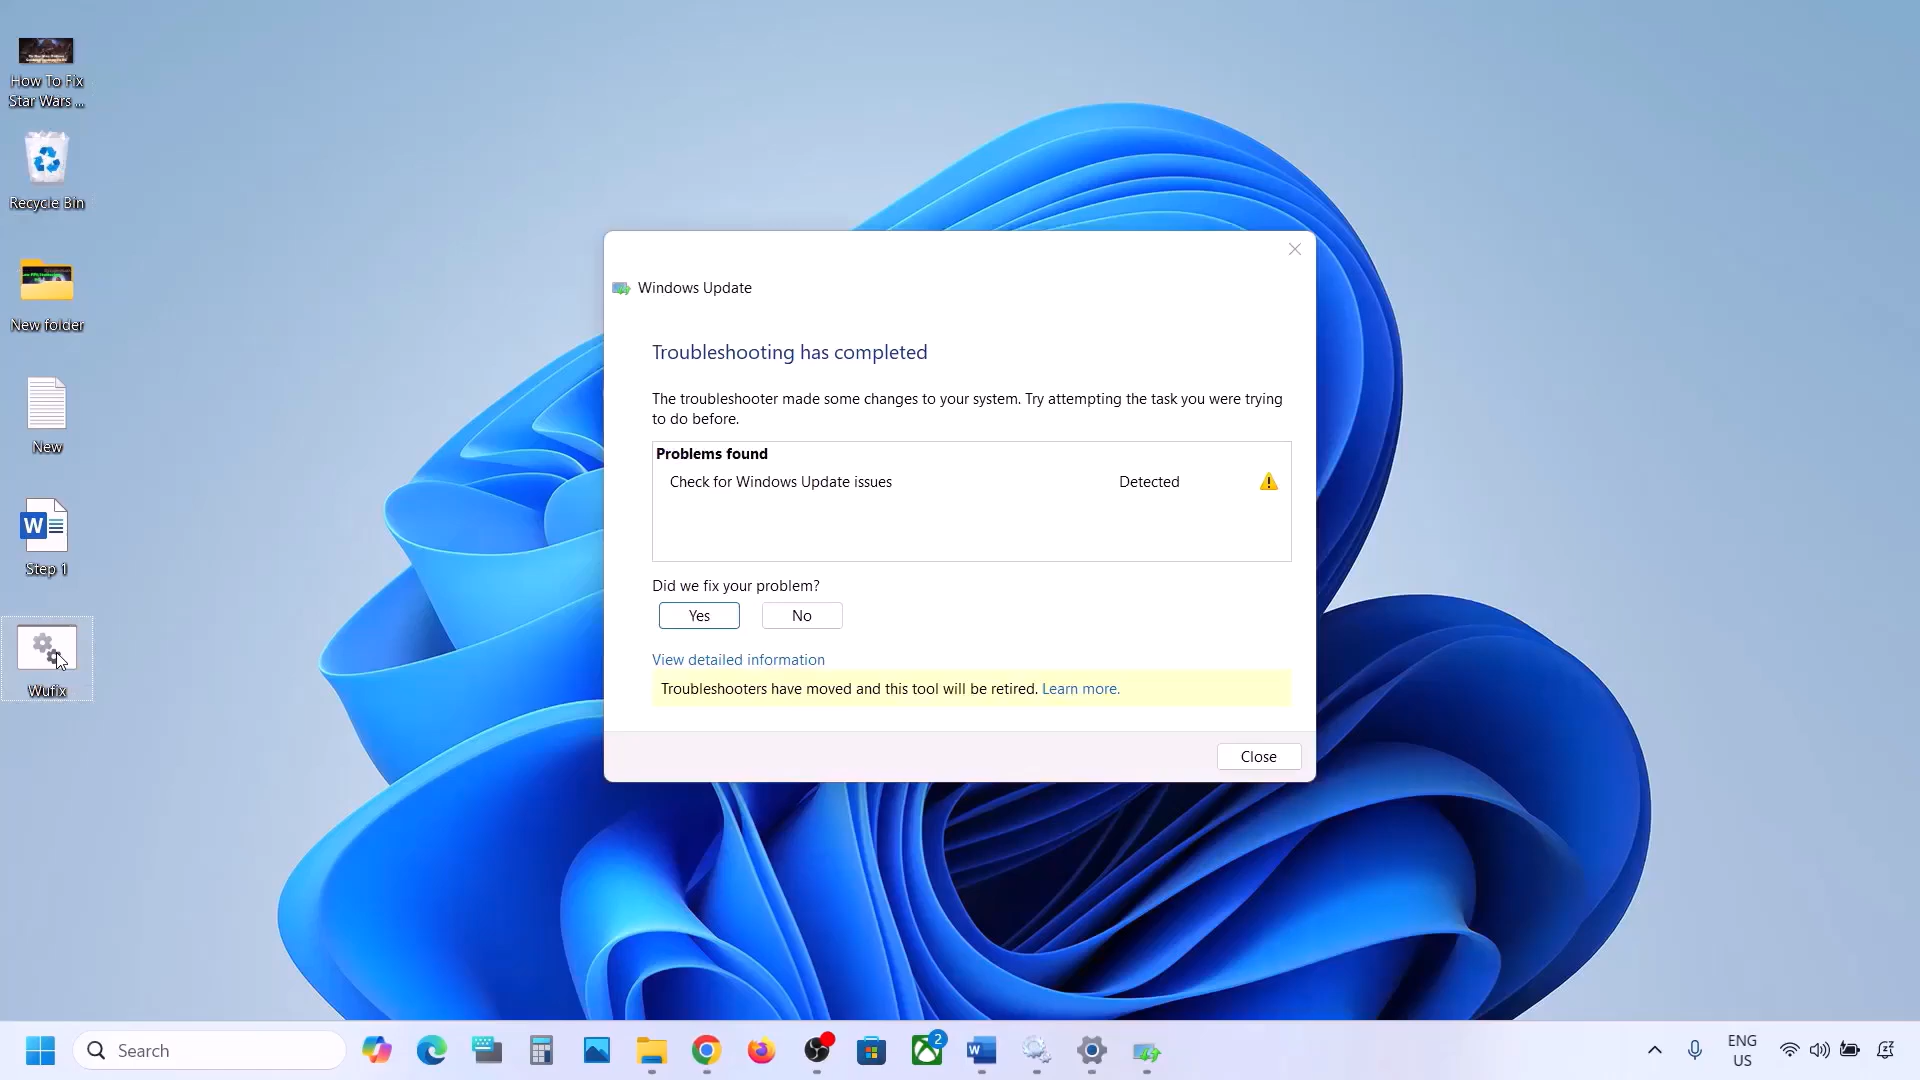 How To Fix
Star Wars ...
Recycle Bin
New folder
New
Step 1
Wufix
Windows Update
Troubleshooting has completed
The troubleshooter made some changes to your system. Try attempting the task you were trying
to do before.
Problems found
Check for Windows Update issues Detected
Did we fix your problem?
Yes No
View detailed information
Troubleshooters have moved and this tool will be retired. Learn more.
Close
Search
2
ENG
US